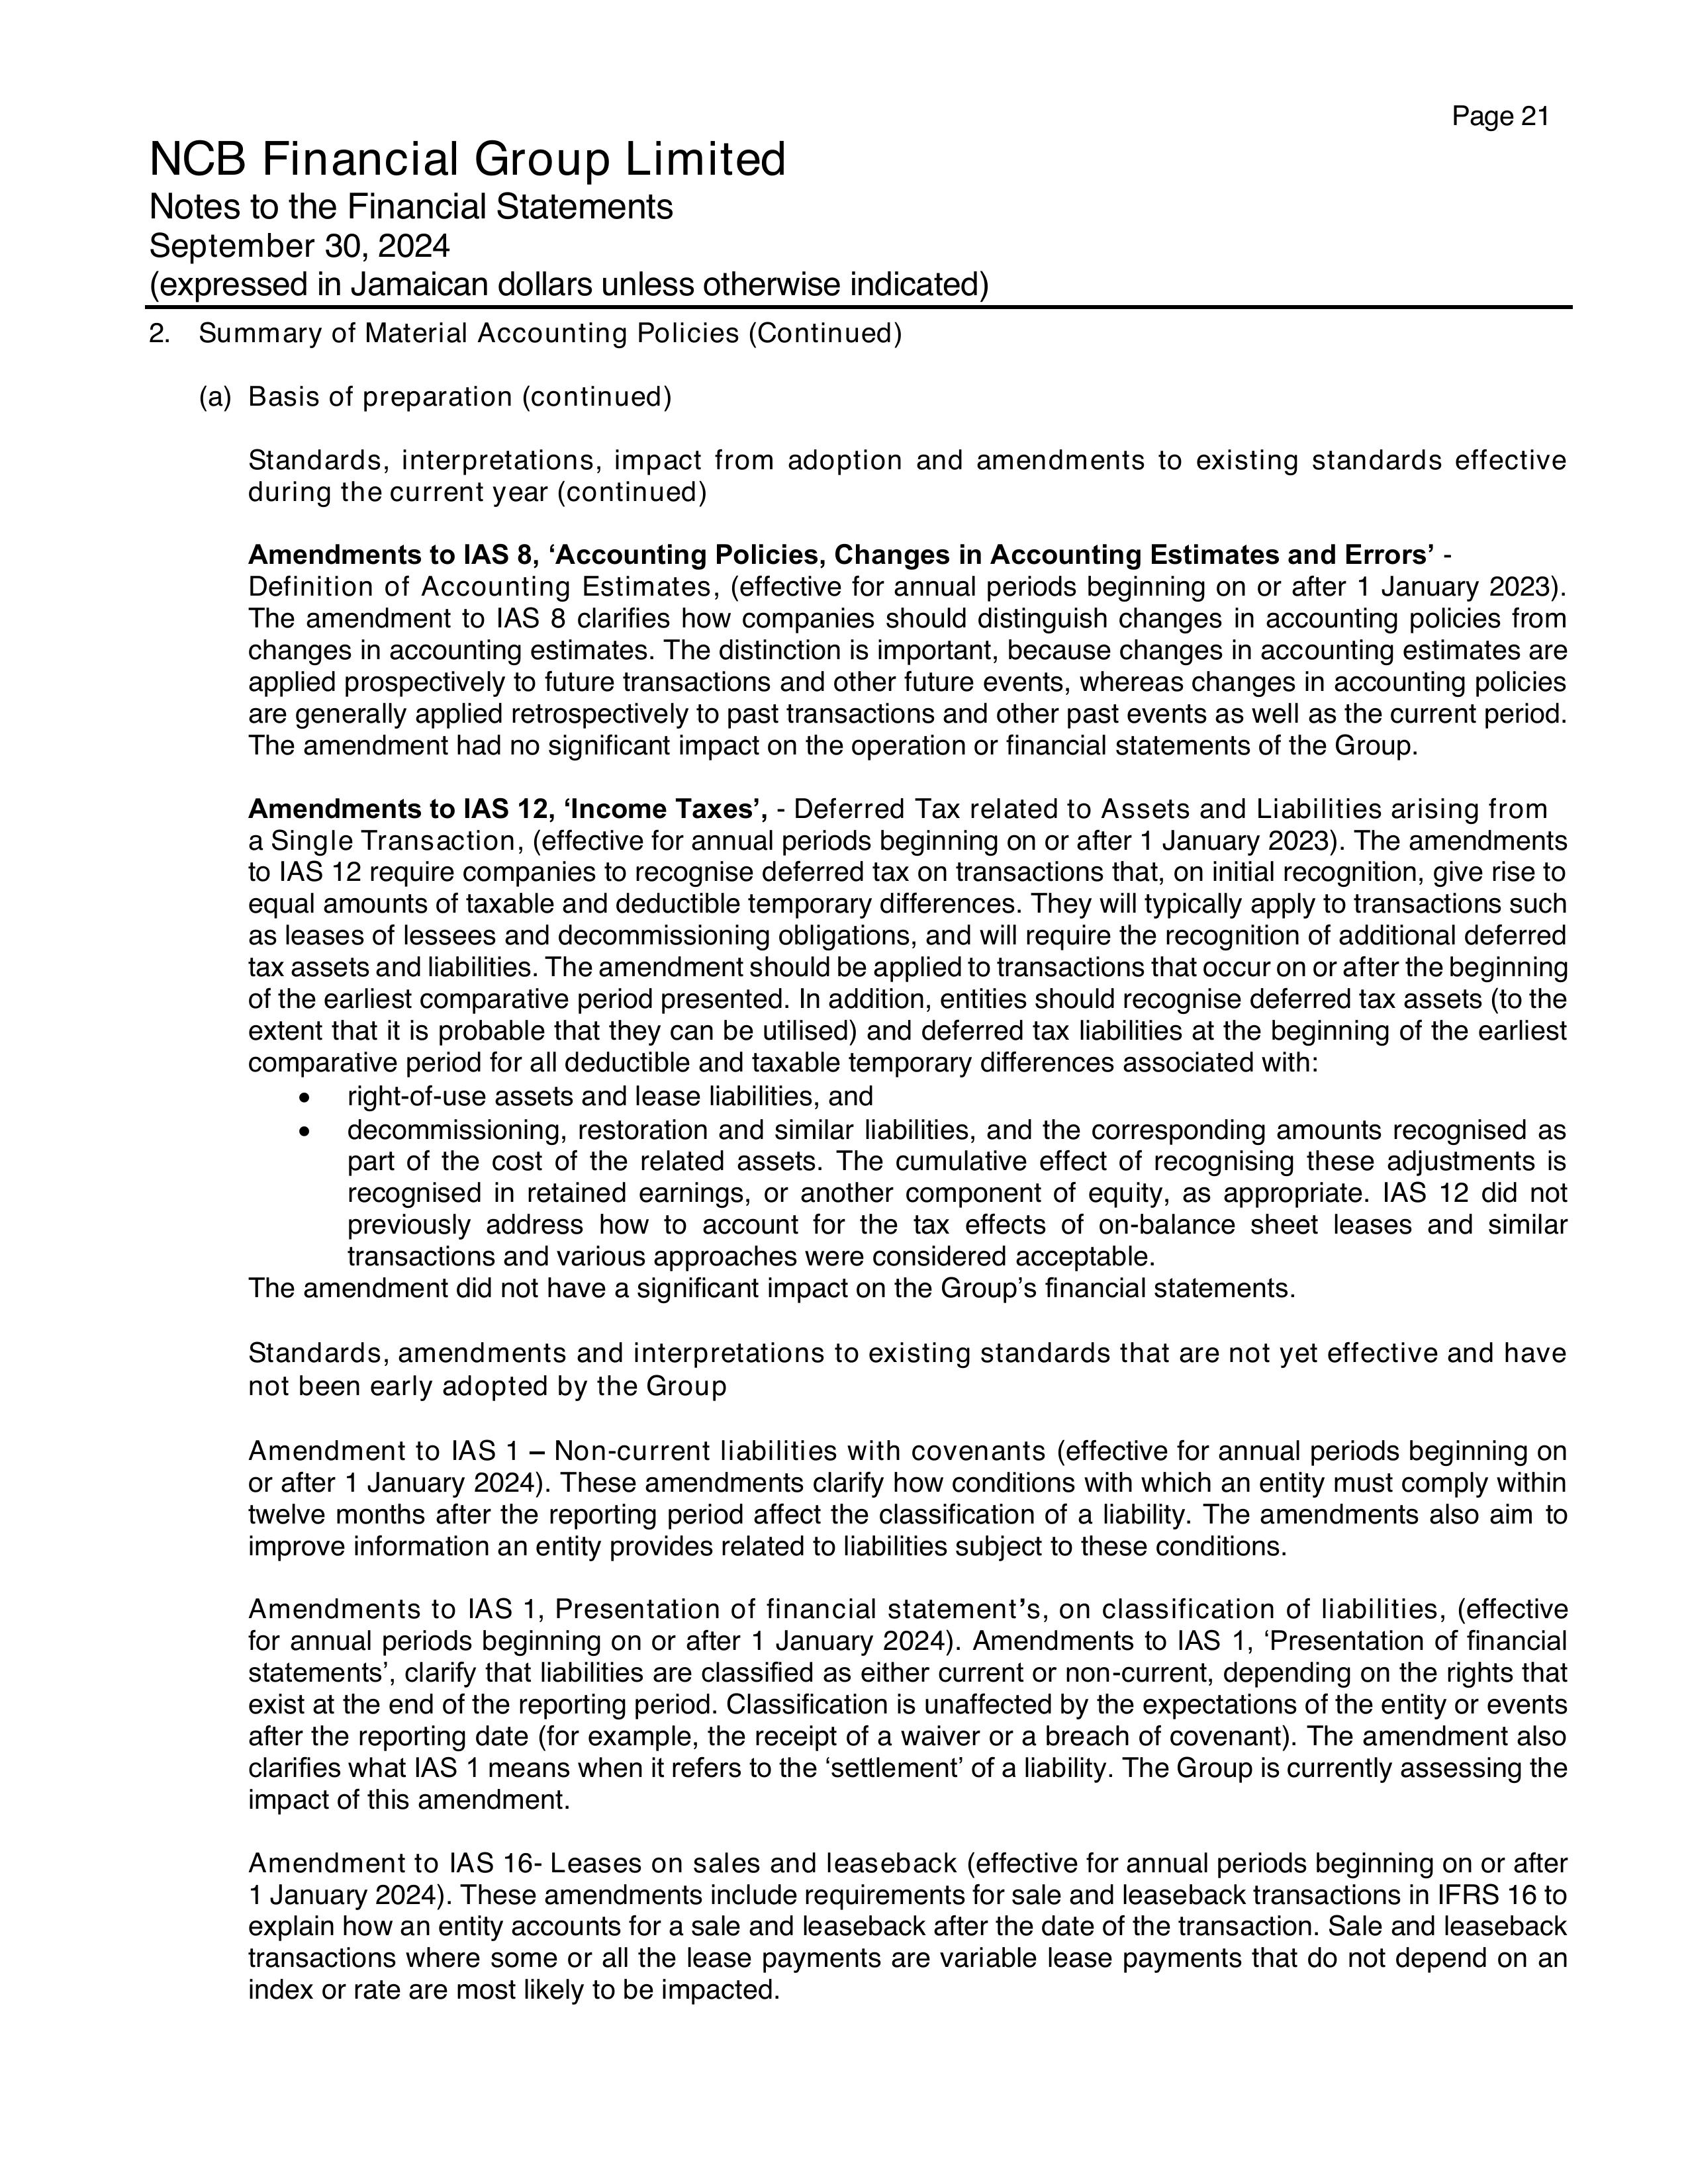 Page 21
NCB Financial Group Limited
Notes to the Financial Statements
September 30, 2024
(expressed in Jamaican dollars unless otherwise indicated)
2. Summary of Material Accounting Policies (Continued)
(a) Basis of preparation (continued)
Standards, interpretations, impact from adoption and amendments to existing standards effective
during the current year (continued)
Amendments to IAS 8, ‘Accounting Policies, Changes in Accounting Estimates and Errors’ -
Definition of Accounting Estimates, (effective for annual periods beginning on or after 1 January 2023).
The amendment to IAS 8 clarifies how companies should distinguish changes in accounting policies from
changes in accounting estimates. The distinction is important, because changes in accounting estimates are
applied prospectively to future transactions and other future events, whereas changes in accounting policies
are generally applied retrospectively to past transactions and other past events as well as the current period.
The amendment had no significant impact on the operation or financial statements of the Group.
Amendments to IAS 12, ‘Income Taxes’, - Deferred Tax related to Assets and Liabilities arising from
a Single Transaction, (effective for annual periods beginning on or after 1 January 2023). The amendments
to IAS 12 require companies to recognise deferred tax on transactions that, on initial recognition, give rise to
equal amounts of taxable and deductible temporary differences. They will typically apply to transactions such
as leases of lessees and decommissioning obligations, and will require the recognition of additional deferred
tax assets and liabilities. The amendment should be applied to transactions that occur on or after the beginning
of the earliest comparative period presented. In addition, entities should recognise deferred tax assets (to the
extent that it is probable that they can be utilised) and deferred tax liabilities at the beginning of the earliest
comparative period for all deductible and taxable temporary differences associated with:
• right-of-use assets and lease liabilities, and
• decommissioning, restoration and similar liabilities, and the corresponding amounts recognised as
part of the cost of the related assets. The cumulative effect of recognising these adjustments is
recognised in retained earnings, or another component of equity, as appropriate. IAS 12 did not
previously address how to account for the tax effects of on-balance sheet leases and similar
transactions and various approaches were considered acceptable.
The amendment did not have a significant impact on the Group’s financial statements.
Standards, amendments and interpretations to existing standards that are not yet effective and have
not been early adopted by the Group
Amendment to IAS 1 – Non-current liabilities with covenants (effective for annual periods beginning on
or after 1 January 2024). These amendments clarify how conditions with which an entity must comply within
twelve months after the reporting period affect the classification of a liability. The amendments also aim to
improve information an entity provides related to liabilities subject to these conditions.
Amendments to IAS 1, Presentation of financial statement’s, on classification of liabilities, (effective
for annual periods beginning on or after 1 January 2024). Amendments to IAS 1, ‘Presentation of financial
statements’, clarify that liabilities are classified as either current or non-current, depending on the rights that
exist at the end of the reporting period. Classification is unaffected by the expectations of the entity or events
after the reporting date (for example, the receipt of a waiver or a breach of covenant). The amendment also
clarifies what IAS 1 means when it refers to the ‘settlement’ of a liability. The Group is currently assessing the
impact of this amendment.
Amendment to IAS 16- Leases on sales and leaseback (effective for annual periods beginning on or after
1 January 2024). These amendments include requirements for sale and leaseback transactions in IFRS 16 to
explain how an entity accounts for a sale and leaseback after the date of the transaction. Sale and leaseback
transactions where some or all the lease payments are variable lease payments that do not depend on an
index or rate are most likely to be impacted.